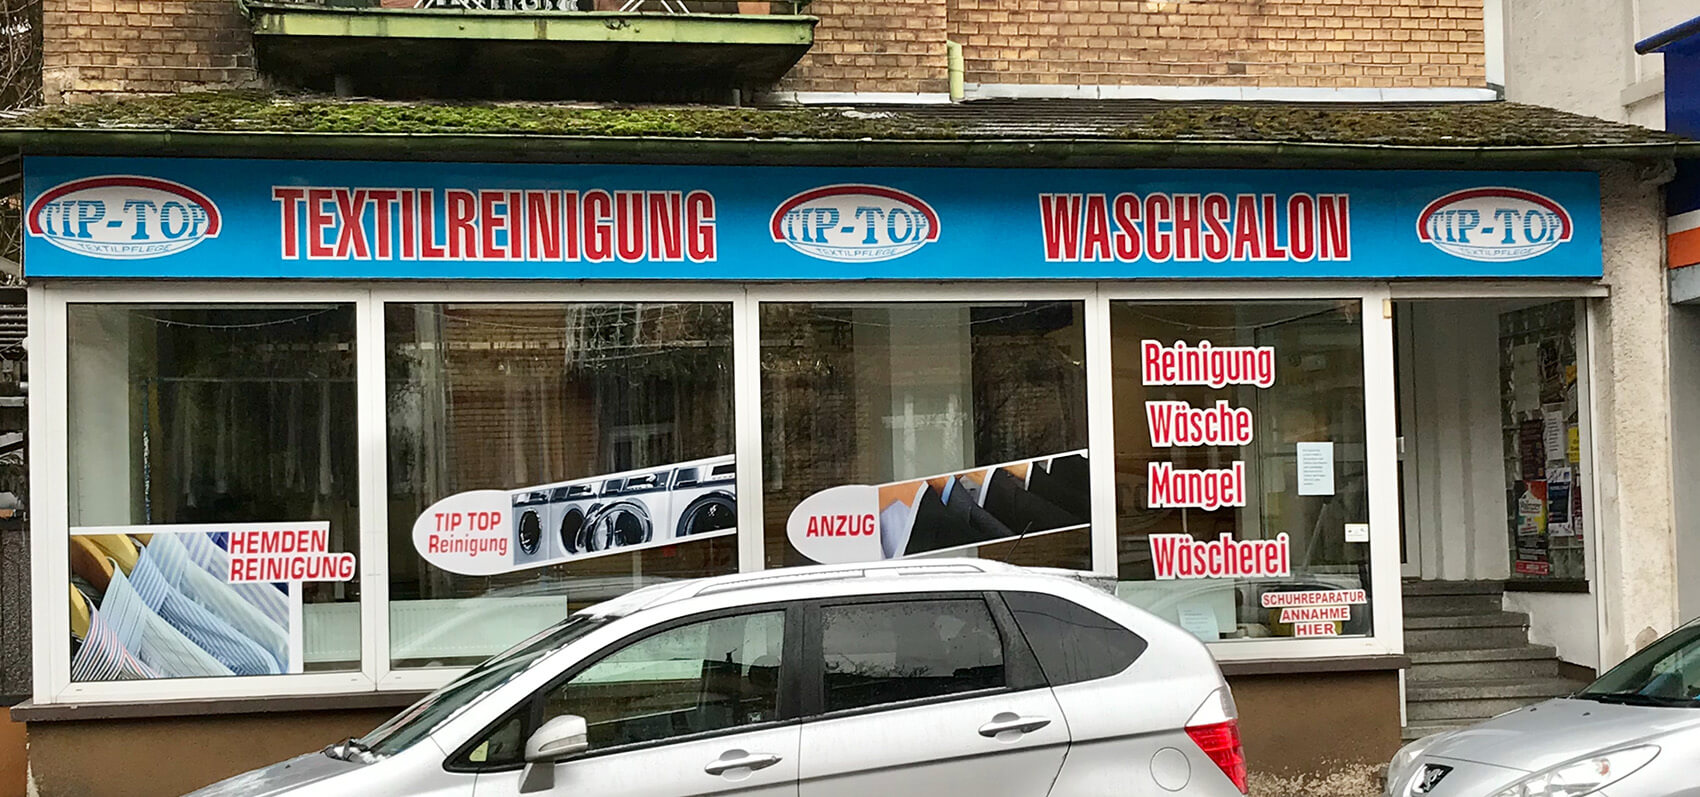 TIP-TOP
TEXTILPFLEGE
TEXTILREINIGUNG
TIP-TOP
TEXTILPFLEGE
WASCHSALON
TIP-TOP
TEXTILPFLEGE
HEMDEN
REINIGUNG
TIP TOP
Reinigung
ANZUG
Reinigung
Wäsche
Mangel
Wäscherei
SCHUHREPARATUR
ANNAHME
HIER